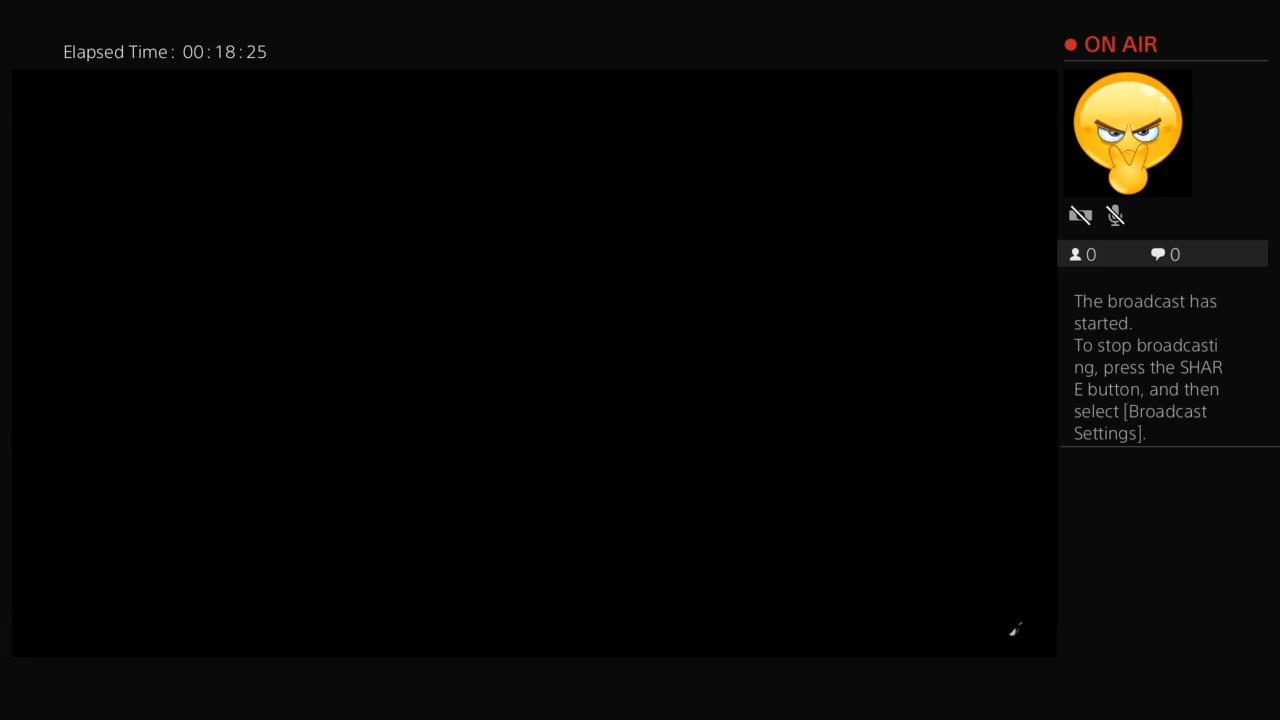 Elapsed Time: 00:18:25
ON AIR
0 0
The broadcast has
started.
To stop broadcasti
ng, press the SHAR
E button, and then
select [Broadcast
Settings].